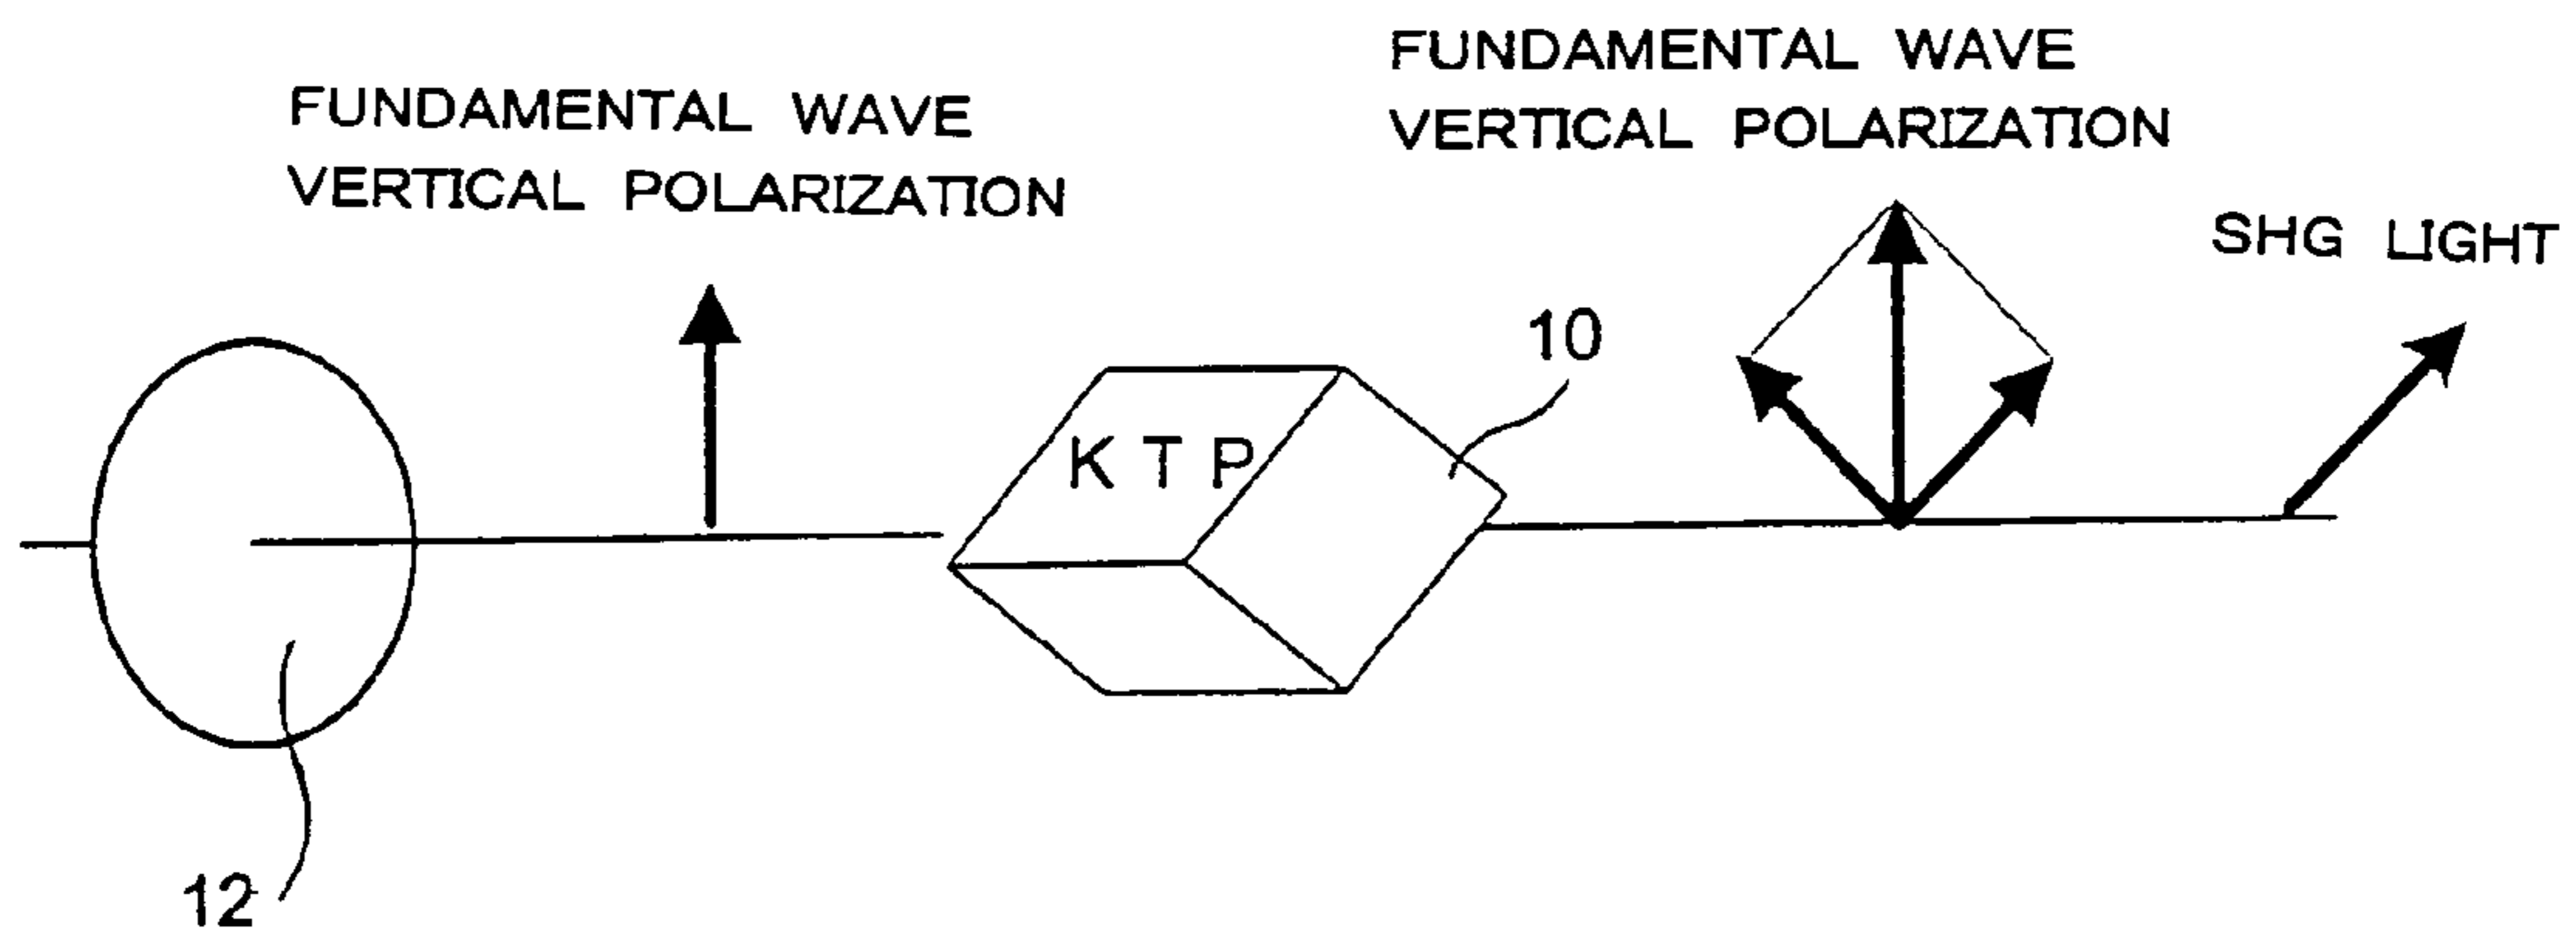 FUNDAMENTAL WAVE
VERTICAL POLARIZATION
FUNDAMENTAL WAVE
VERTICAL POLARIZATION
SHG LIGHT
10
KTP
12